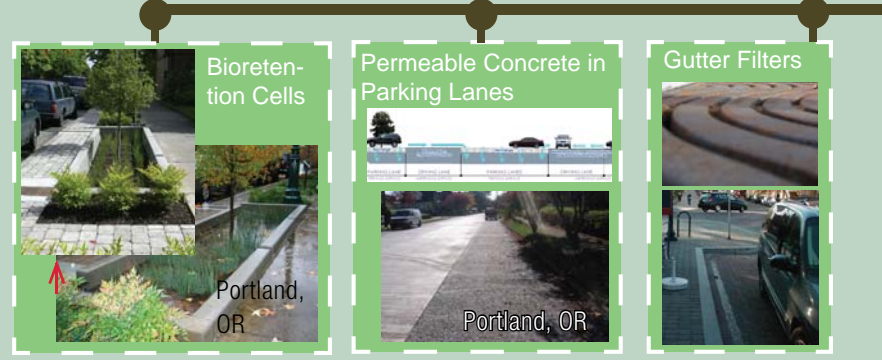 Bioreten-
tion Cells
Portland,
OR
Permeable Concrete in
Parking Lanes
Portland, OR
Gutter Filters